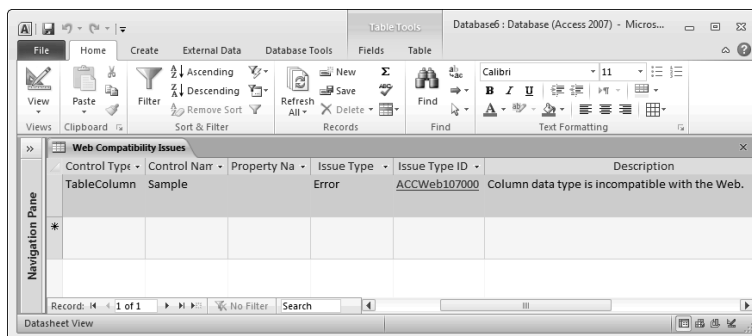 Table Tools
Database6 : Database (Access 2007) - Micros...
File Home Create External Data Database Tools Fields Table
View
Paste
Filter
Ascending
Descending
Remove Sort
Refresh All
New
Save
Delete
Σ
Find
Calibri 11
B I U
A
Views Clipboard Sort & Filter Records Find Text Formatting
Web Compatibility Issues
Control Type Control Nam Property Na Issue Type Issue Type ID Description
TableColumn Sample Error ACCWeb107000 Column data type is incompatible with the Web.
Navigation Pane
Record: 1 of 1 No Filter Search
Datasheet View